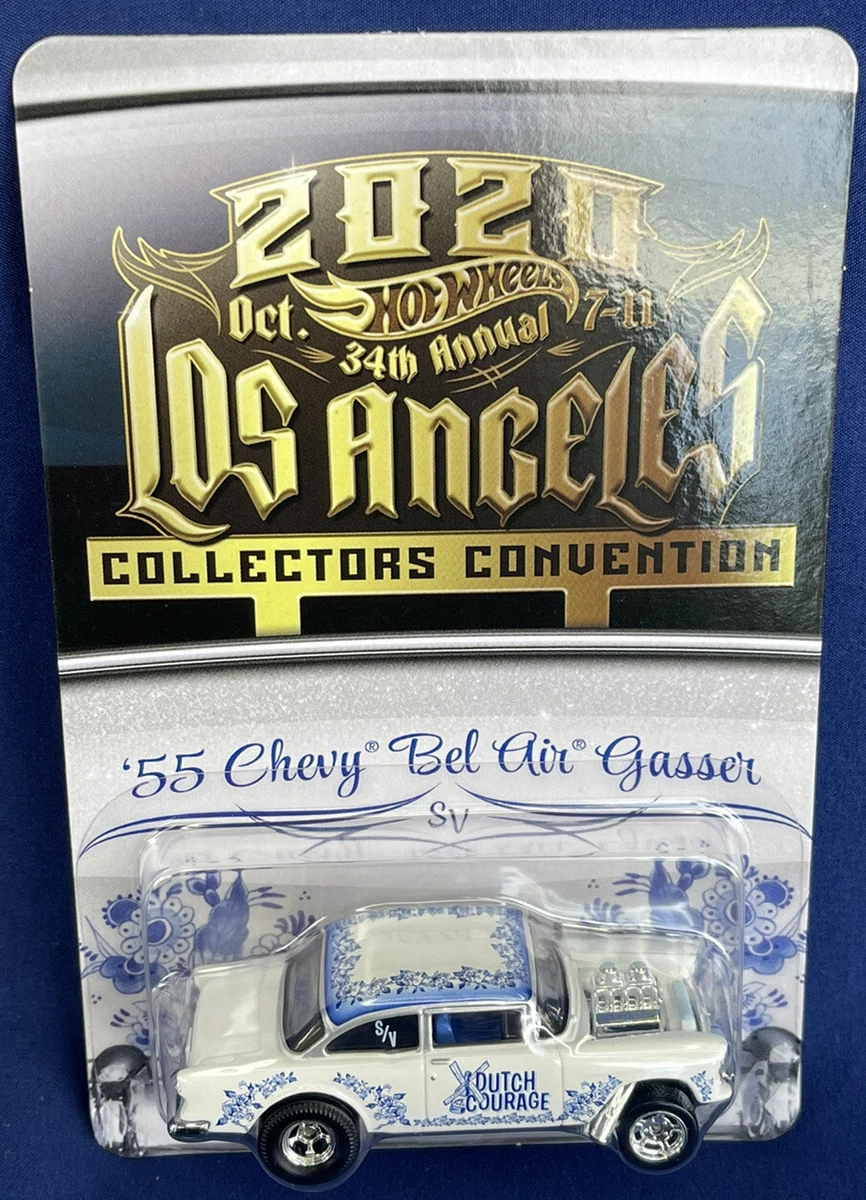 2020
Oct. Hot Wheels 7-11
34th Annual
Los Angeles
COLLECTORS CONVENTION
'55 Chevy® Bel Air® Gasser
SV
S/V
DUTCH
COURAGE